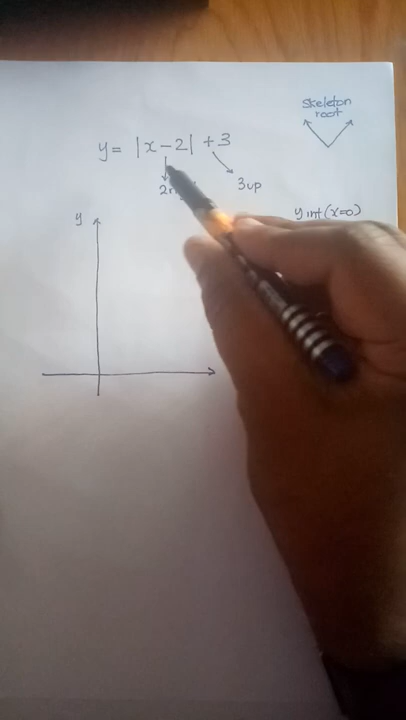 Skeleton
root
y = |x - 2| + 3
3up
y int (x=0)
y